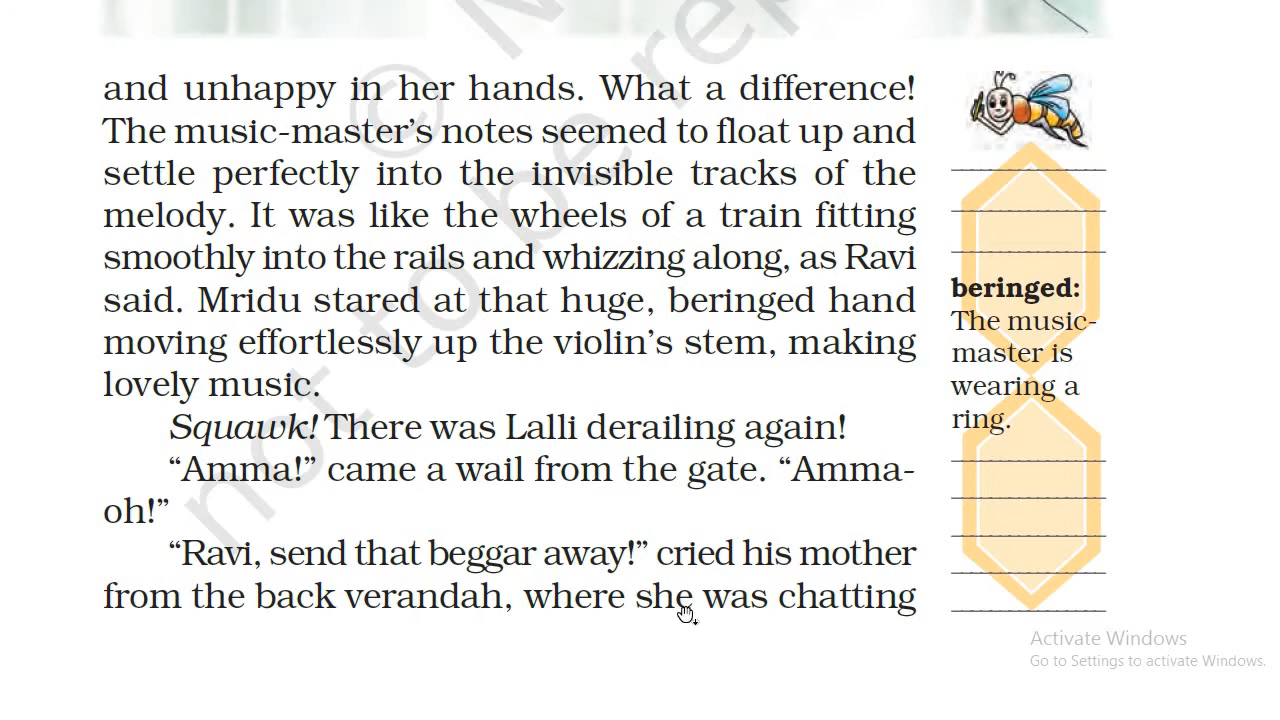 and unhappy in her hands. What a difference!
The music-master's notes seemed to float up and
settle perfectly into the invisible tracks of the
melody. It was like the wheels of a train fitting
smoothly into the rails and whizzing along, as Ravi
said. Mridu stared at that huge, beringed hand
moving effortlessly up the violin's stem, making
lovely music.
Squawk! There was Lalli derailing again!
“Amma!” came a wail from the gate. “Amma-
oh!”
“Ravi, send that beggar away!” cried his mother
from the back verandah, where she was chatting
beringed:
The music-
master is
wearing a
ring.
© N
not to be rep
Activate Windows
Go to Settings to activate Windows.